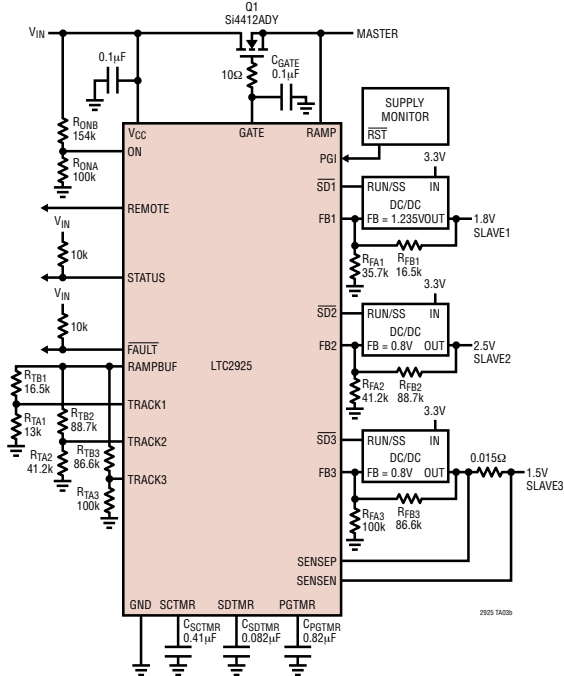 Q1
Si4412ADY
VIN
MASTER
0.1µF
10Ω
CGATE
0.1µF
SUPPLY
MONITOR
RST
RONB
154k
VCC
GATE
RAMP
ON
PGI
3.3V
RONA
100k
SD1
RUN/SS IN
DC/DC
REMOTE
FB1
FB = 1.235VOUT
1.8V
SLAVE1
VIN
10k
RFA1
35.7k
RFB1
16.5k
STATUS
3.3V
VIN
SD2
RUN/SS IN
DC/DC
10k
FB2
FB = 0.8V OUT
2.5V
SLAVE2
FAULT
LTC2925
RAMPBUF
RTB1
16.5k
RFA2
41.2k
RFB2
88.7k
TRACK1
3.3V
RTB2
88.7k
RTA1
13k
TRACK2
SD3
RUN/SS IN
DC/DC
0.015Ω
RTB3
86.6k
RTA2
41.2k
TRACK3
FB3
FB = 0.8V OUT
1.5V
SLAVE3
RTA3
100k
RFA3
100k
RFB3
86.6k
SENSEP
SENSEN
GND SCTMR SDTMR PGTMR
2925 TA03b
CSCTMR
0.41µF
CSDTMR
0.082µF
CPGTMR
0.82µF